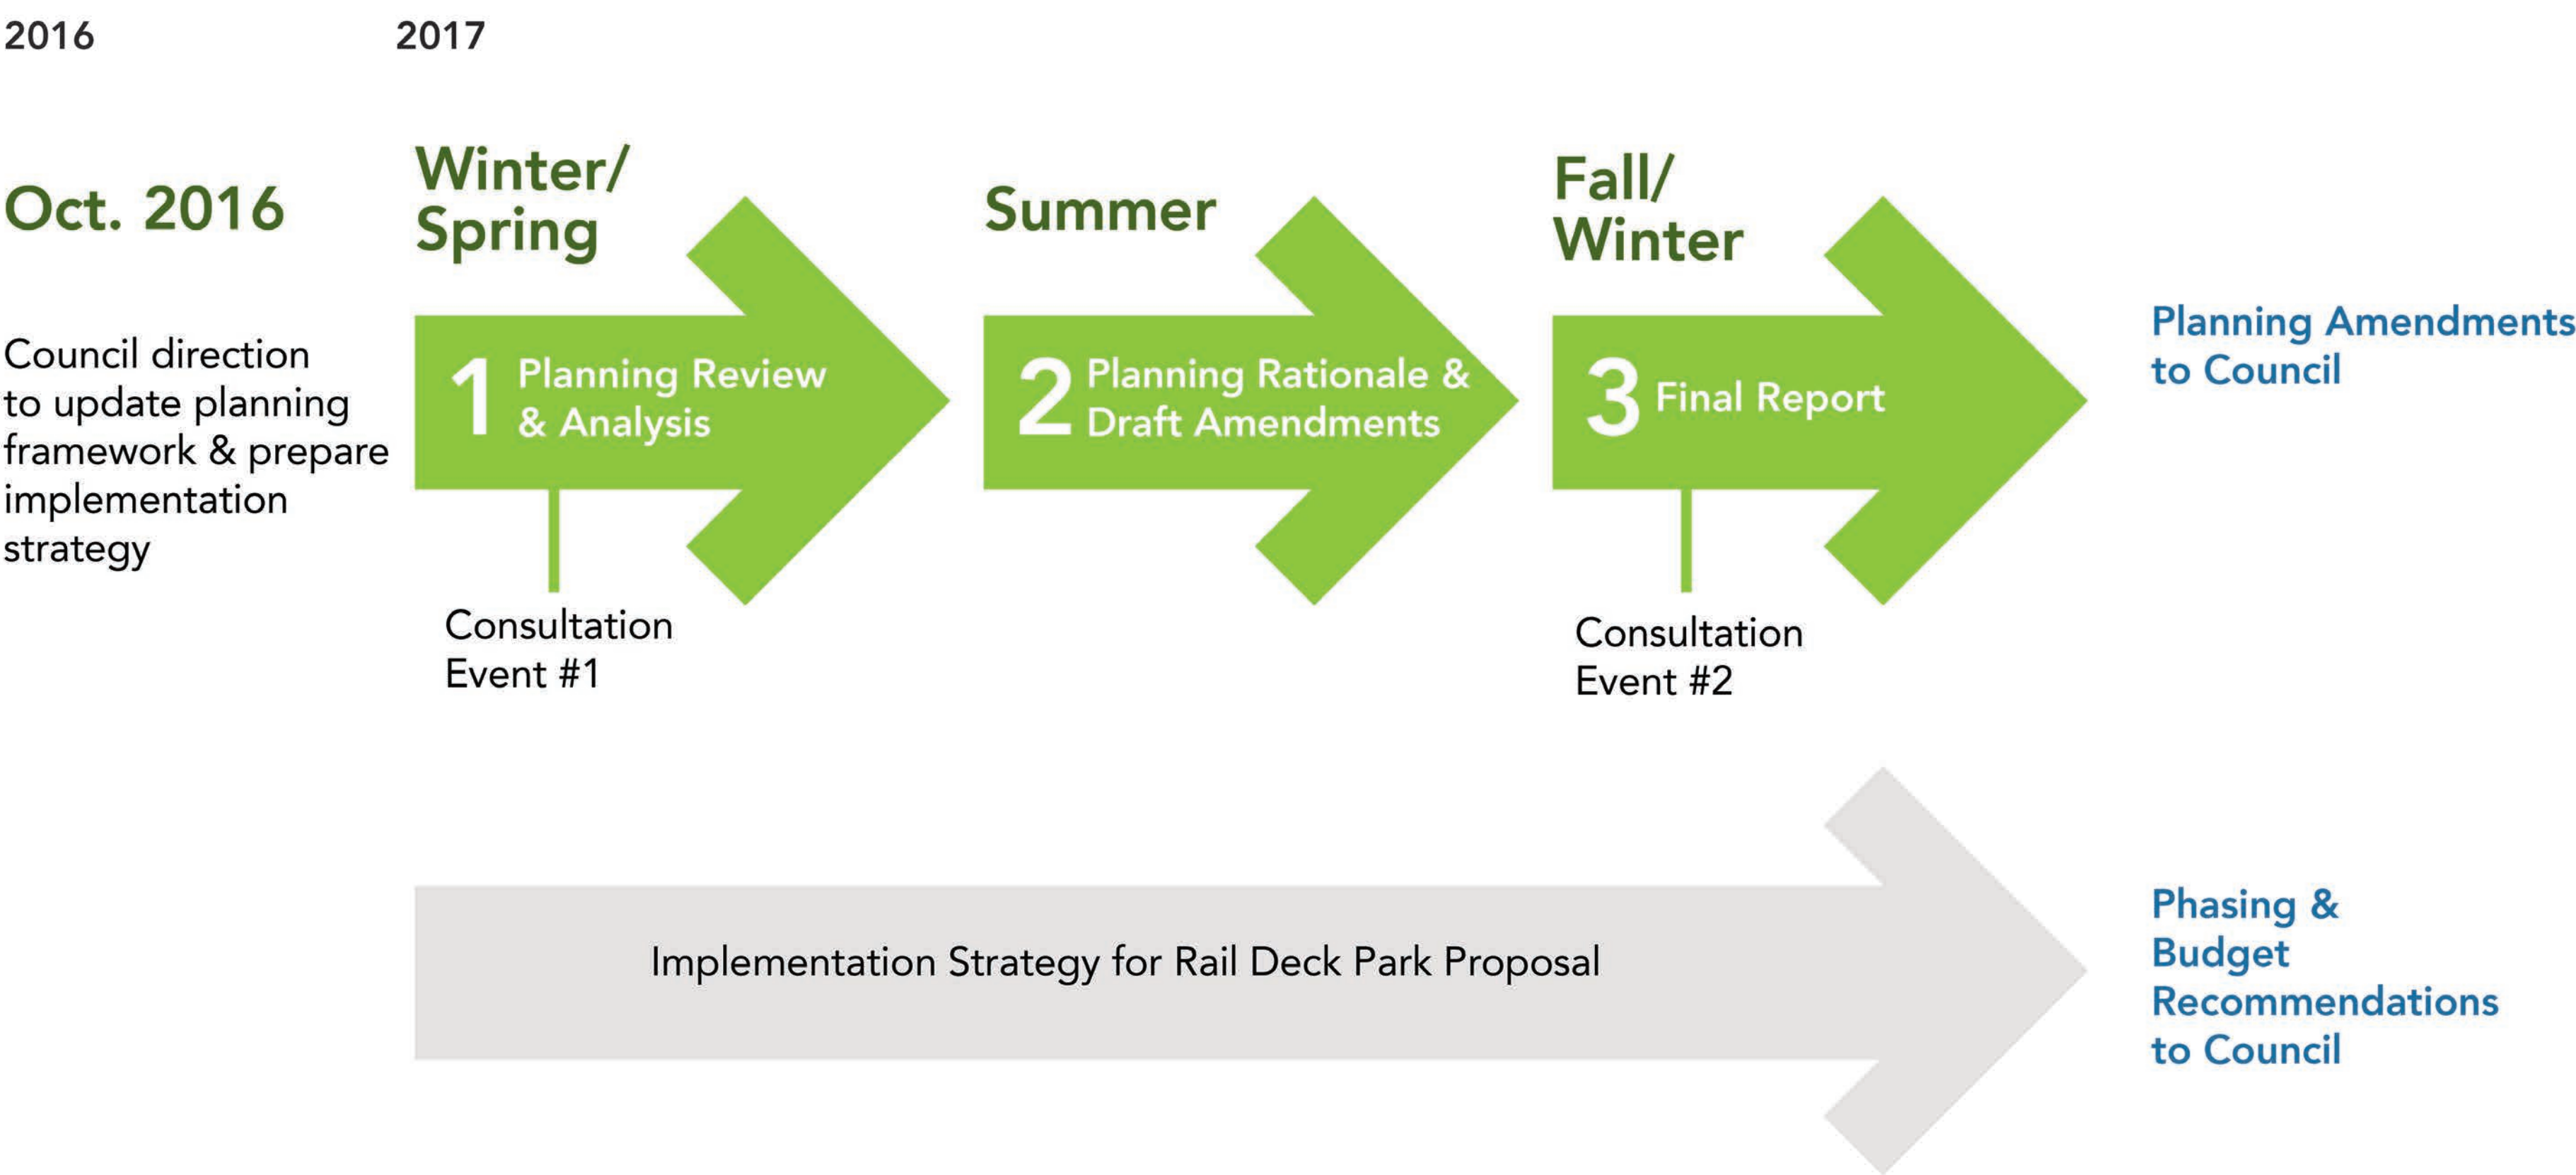 2016
2017
Oct. 2016
Council direction
to update planning
framework & prepare
implementation
strategy
Winter/
Spring
1
Planning Review
& Analysis
Consultation
Event #1
Summer
2
Planning Rationale &
Draft Amendments
Fall/
Winter
3
Final Report
Consultation
Event #2
Planning Amendments
to Council
Implementation Strategy for Rail Deck Park Proposal
Phasing &
Budget
Recommendations
to Council